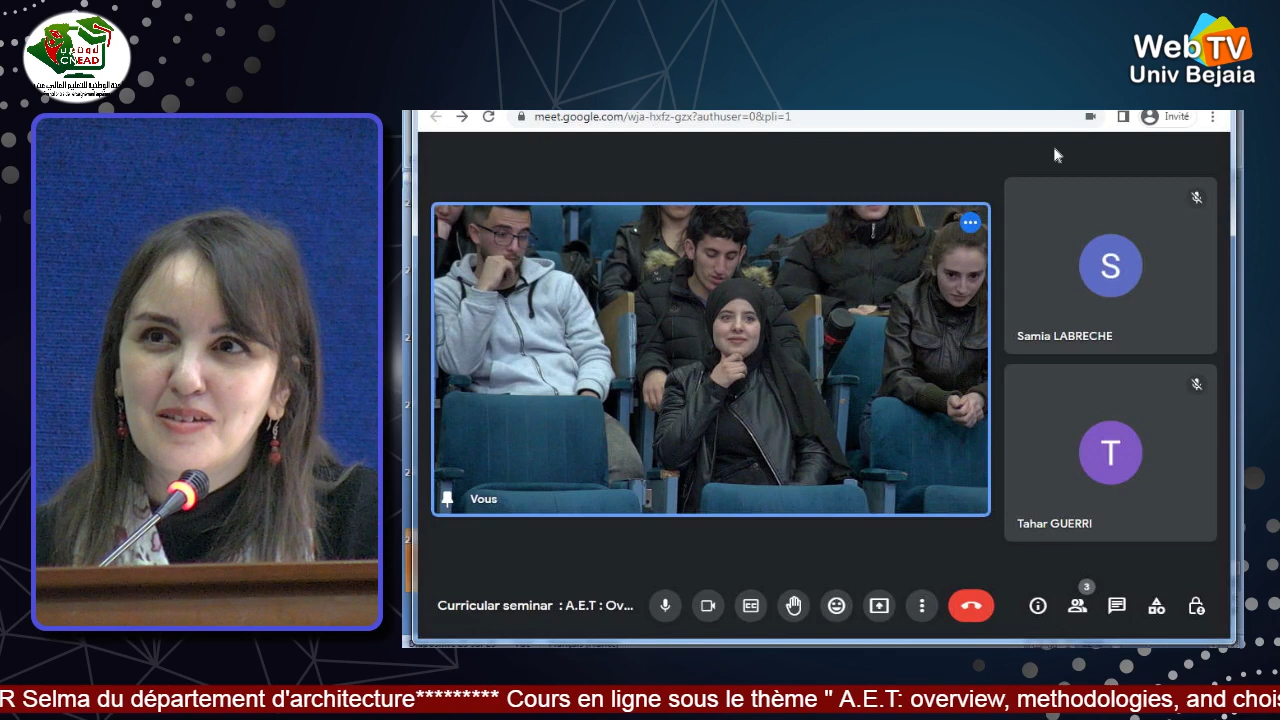 لوت نيت
CNEAD
Web TV
Univ Bejaia
meet.google.com/wja-hxfz-gzx?authuser=0&pli=1
Invité
S
Samia LABRECHE
T
Tahar GUERRI
Vous
3
Curricular seminar : A.E.T : Ov...
R Selma du département d'architecture********* Cours en ligne sous le thème " A.E.T: overview, methodologies, and chois